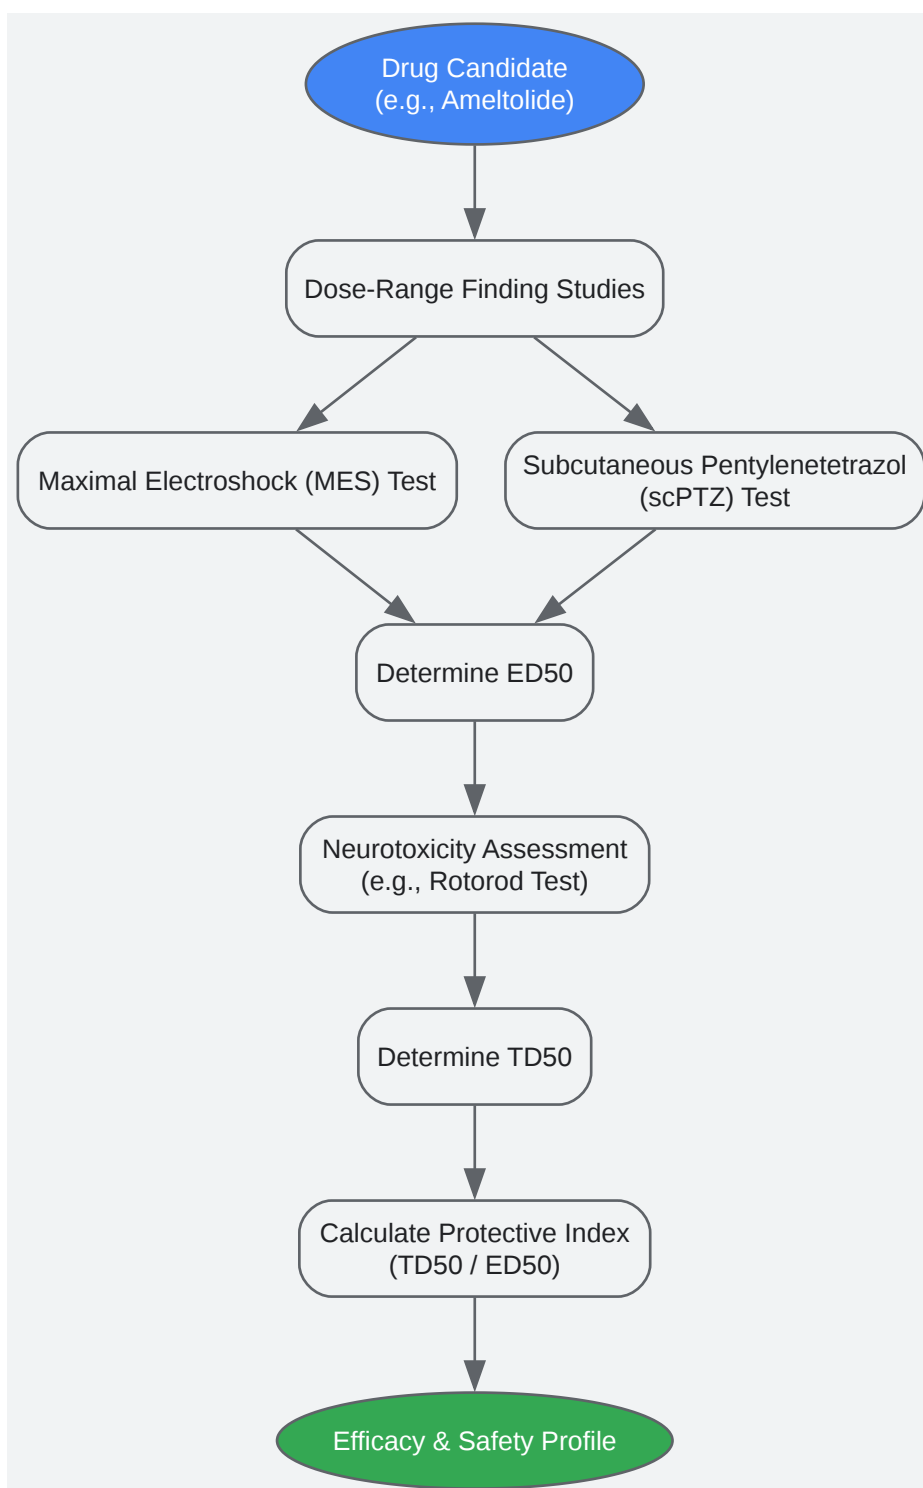 Drug Candidate
(e.g., Ameltolide)
Dose-Range Finding Studies
Maximal Electroshock (MES) Test
Subcutaneous Pentylenetetrazol
(scPTZ) Test
Determine ED50
Neurotoxicity Assessment
(e.g., Rotorod Test)
Determine TD50
Calculate Protective Index
(TD50 / ED50)
Efficacy & Safety Profile